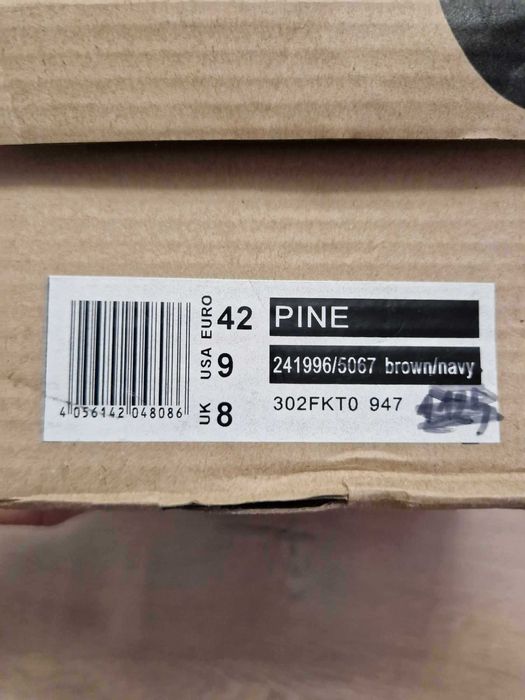 EURO 42
USA 9
UK 8
4 056142 048086
PINE
241996/5067 brown/navy
302FKT0 947